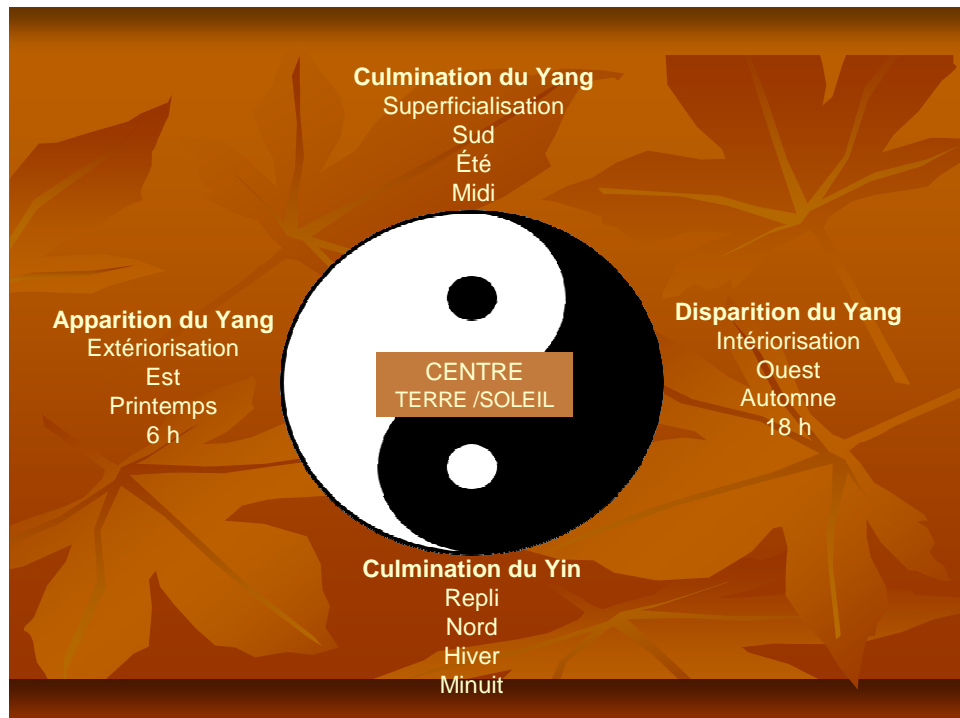 Culmination du Yang
Superficialisation
Sud
Été
Midi
Apparition du Yang
Extériorisation
Est
Printemps
6 h
CENTRE
TERRE /SOLEIL
Disparition du Yang
Intériorisation
Ouest
Automne
18 h
Culmination du Yin
Repli
Nord
Hiver
Minuit